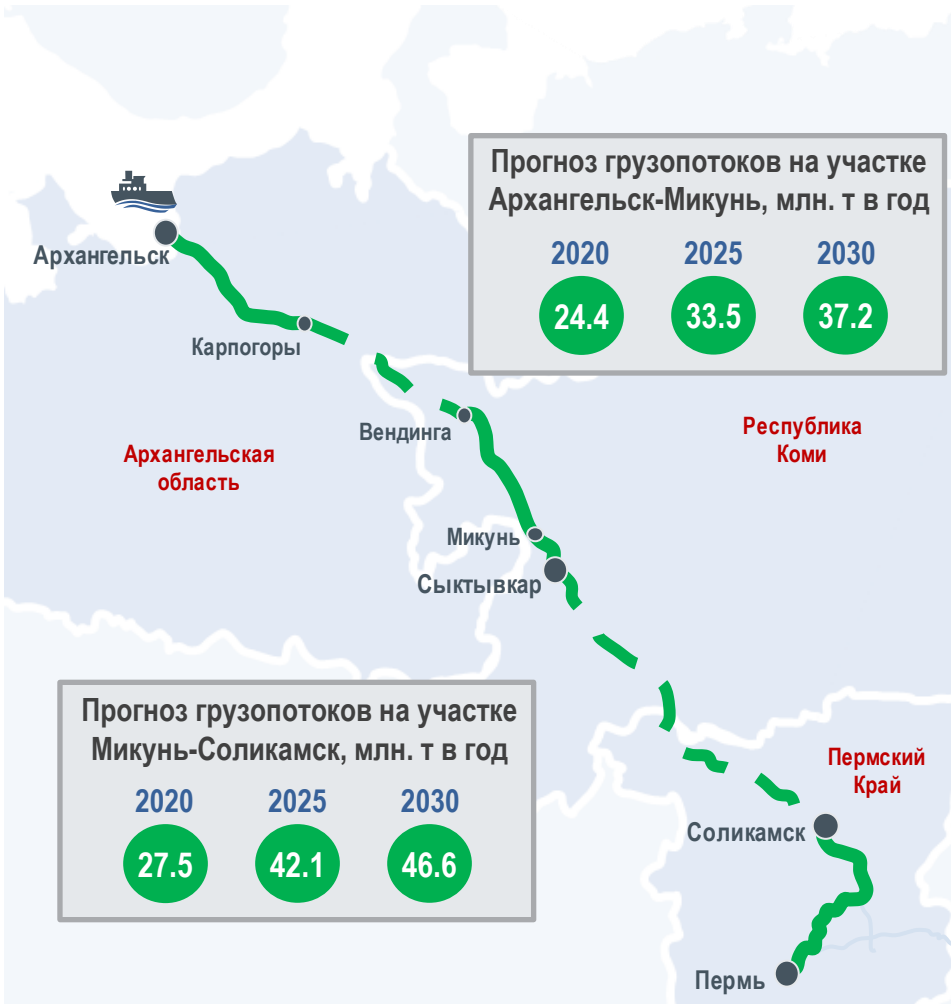 Прогноз грузопотоков на участке
Архангельск-Микунь, млн. т в год
2020 2025 2030
24.4 33.5 37.2
Архангельск
Карпогоры
Вендинга
Республика
Коми
Архангельская
область
Микунь
Сыктывкар
Прогноз грузопотоков на участке
Микунь-Соликамск, млн. т в год
2020 2025 2030
27.5 42.1 46.6
Пермский
Край
Соликамск
Пермь